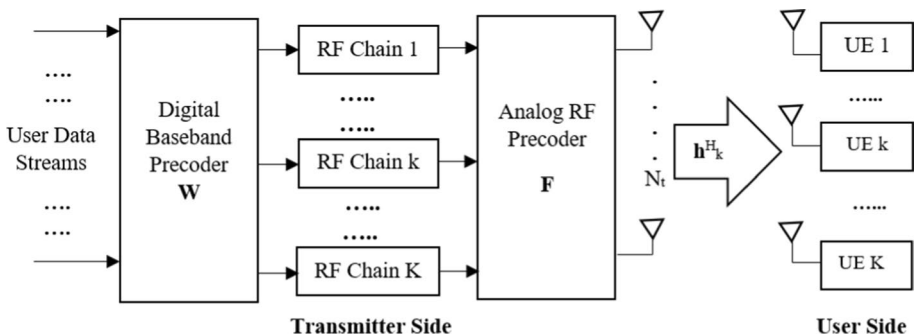 ....
....
User Data
Streams
....
....
Digital
Baseband
Precoder
W
RF Chain 1
.....
.....
RF Chain k
.....
.....
RF Chain K
Analog RF
Precoder
F
Nt
h^H_k
UE 1
......
UE k
......
UE K
Transmitter Side
User Side